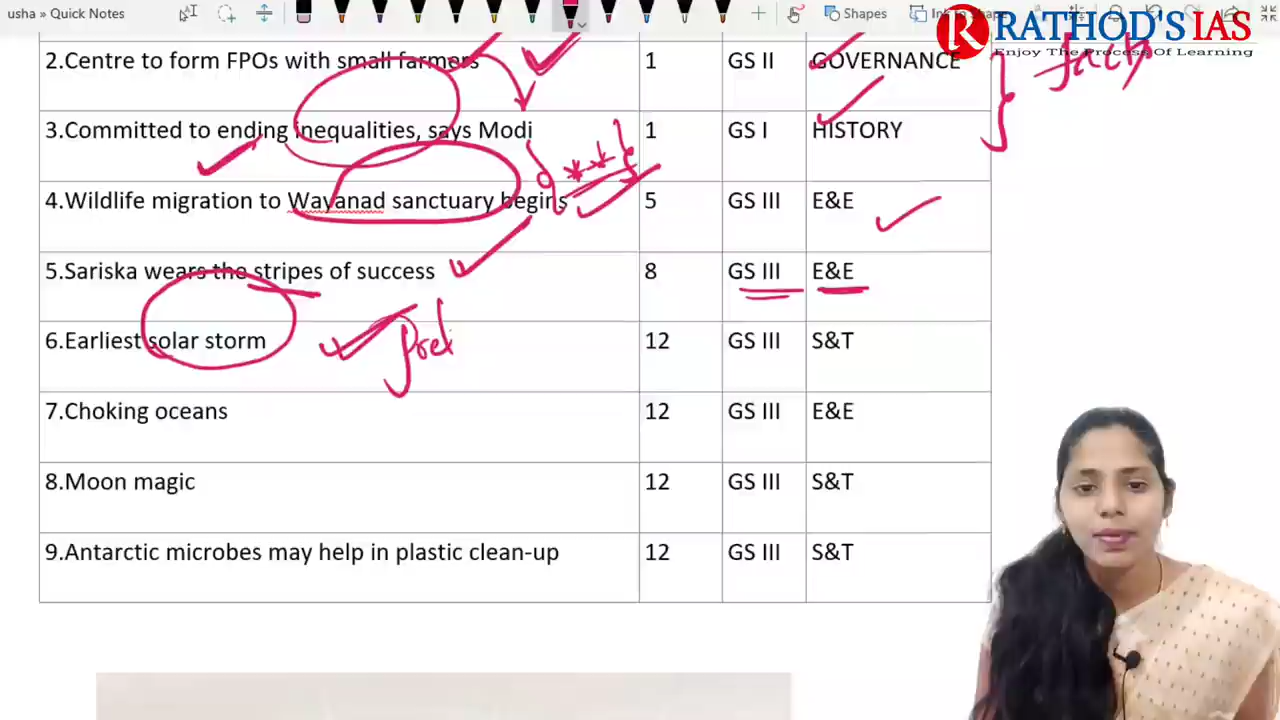 usha » Quick Notes
Shapes
RATHOD'S IAS
Enjoy The Process Of Learning
2.Centre to form FPOs with small farmers 1 GS II GOVERNANCE
3.Committed to ending inequalities, says Modi 1 GS I HISTORY
4.Wildlife migration to Wayanad sanctuary begins 5 GS III E&E
5.Sariska wears the stripes of success 8 GS III E&E
6.Earliest solar storm 12 GS III S&T
Prel
7.Choking oceans 12 GS III E&E
8.Moon magic 12 GS III S&T
9.Antarctic microbes may help in plastic clean-up 12 GS III S&T